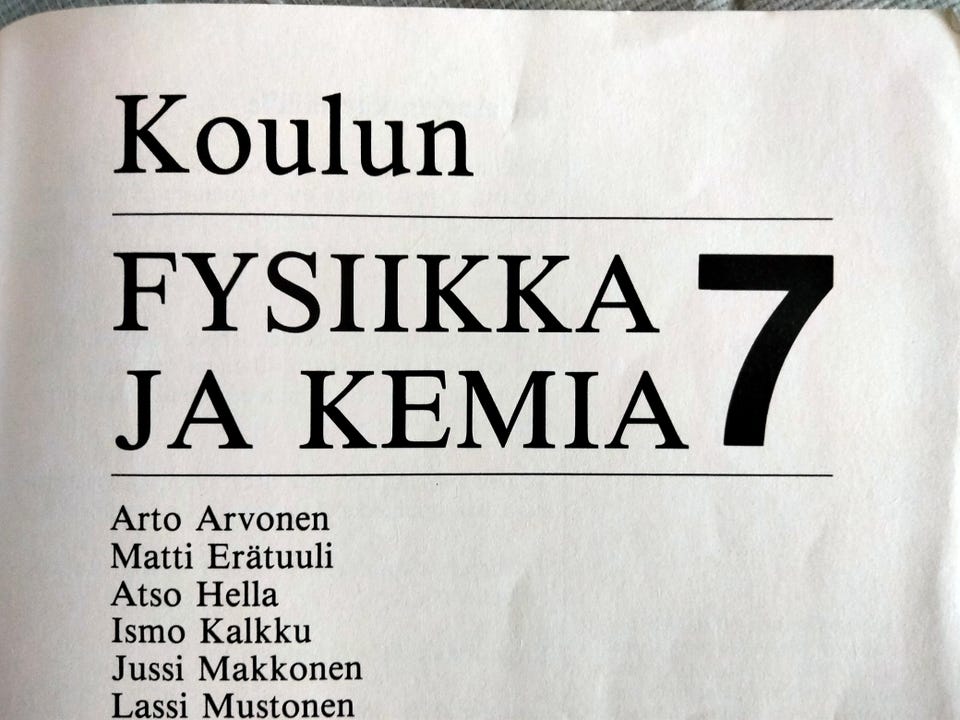 Koulun
FYSIIKKA
JA KEMIA 7
Arto Arvonen
Matti Erätuuli
Atso Hella
Ismo Kalkku
Jussi Makkonen
Lassi Mustonen